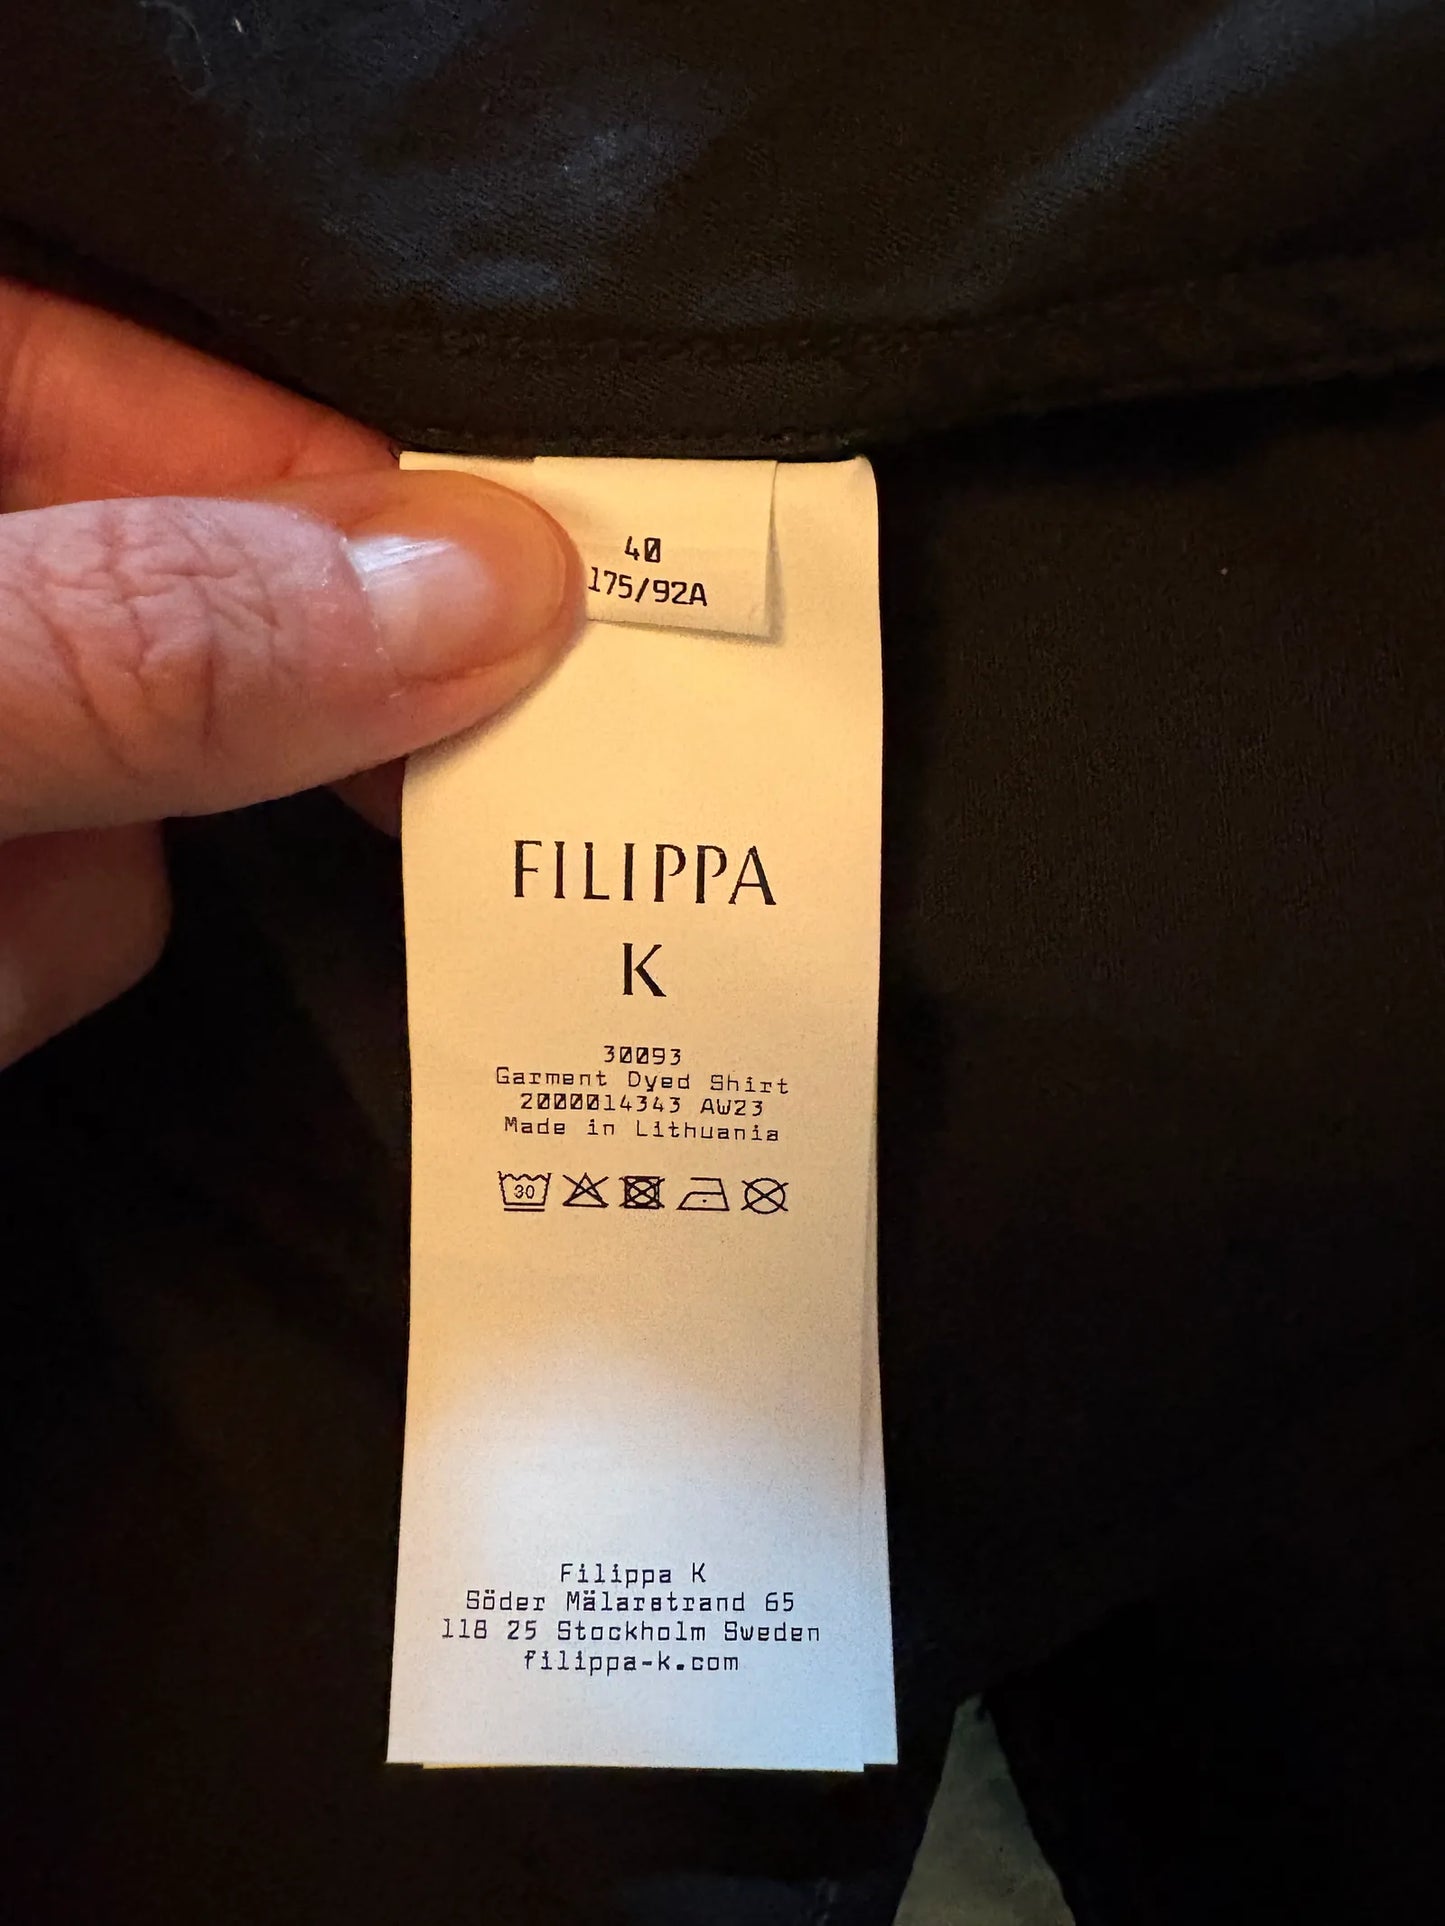 40
175/92A
FILIPPA
K
30093
Garment Dyed Shirt
2000014343 AW23
Made in Lithuania
30
Filippa K
Söder Mälarstrand 65
118 25 Stockholm Sweden
filippa-k.com